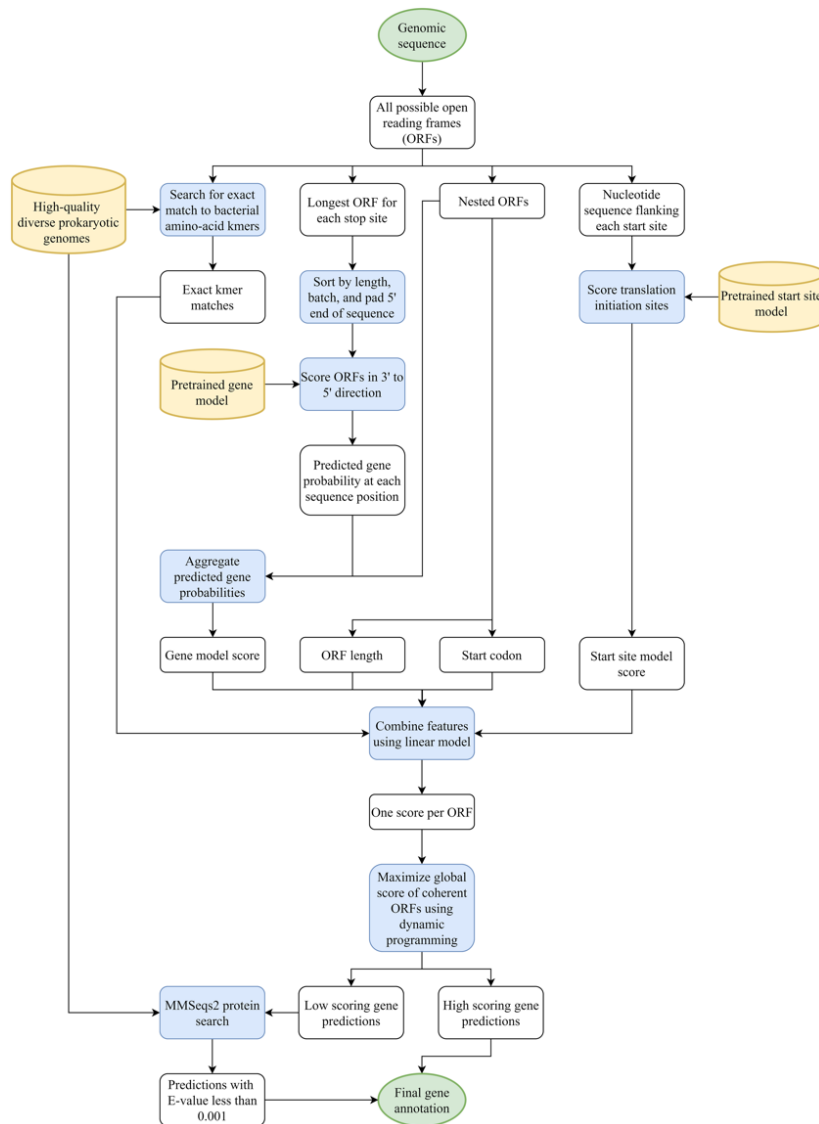 Genomic
sequence
All possible open
reading frames
(ORFs)
High-quality
diverse prokaryotic
genomes
Search for exact
match to bacterial
amino-acid kmers
Longest ORF for
each stop site
Nested ORFs
Nucleotide
sequence flanking
each start site
Exact kmer
matches
Sort by length,
batch, and pad 5'
end of sequence
Score translation
initiation sites
Pretrained start site
model
Pretrained gene
model
Score ORFs in 3' to
5' direction
Predicted gene
probability at each
sequence position
Aggregate
predicted gene
probabilities
Gene model score
ORF length
Start codon
Start site model
score
Combine features
using linear model
One score per ORF
Maximize global
score of coherent
ORFs using
dynamic
programming
MMSeqs2 protein
search
Low scoring gene
predictions
High scoring gene
predictions
Predictions with
E-value less than
0.001
Final gene
annotation